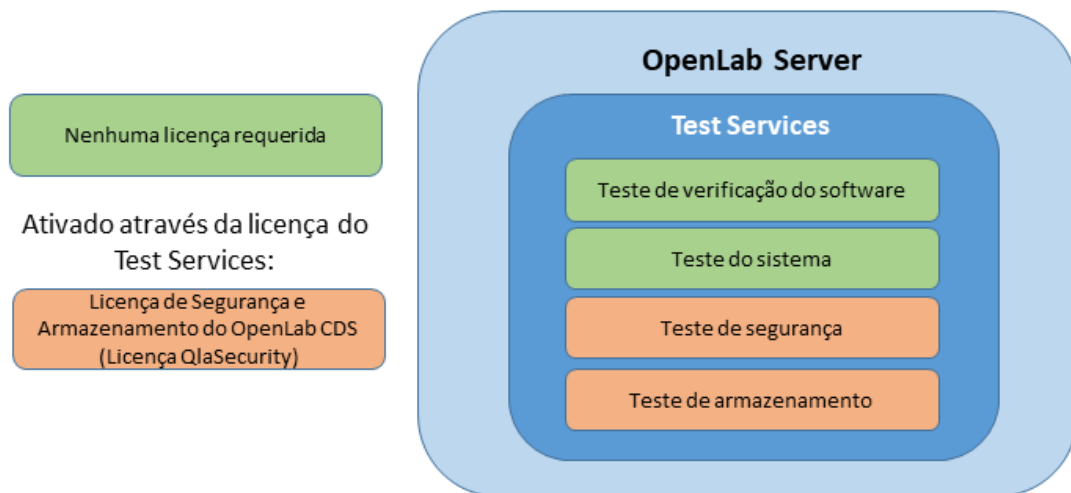 OpenLab Server
Test Services
Nenhuma licença requerida
Teste de verificação do software
Ativado através da licença do
Test Services:
Teste do sistema
Licença de Segurança e
Armazenamento do OpenLab CDS
(Licença QlaSecurity)
Teste de segurança
Teste de armazenamento